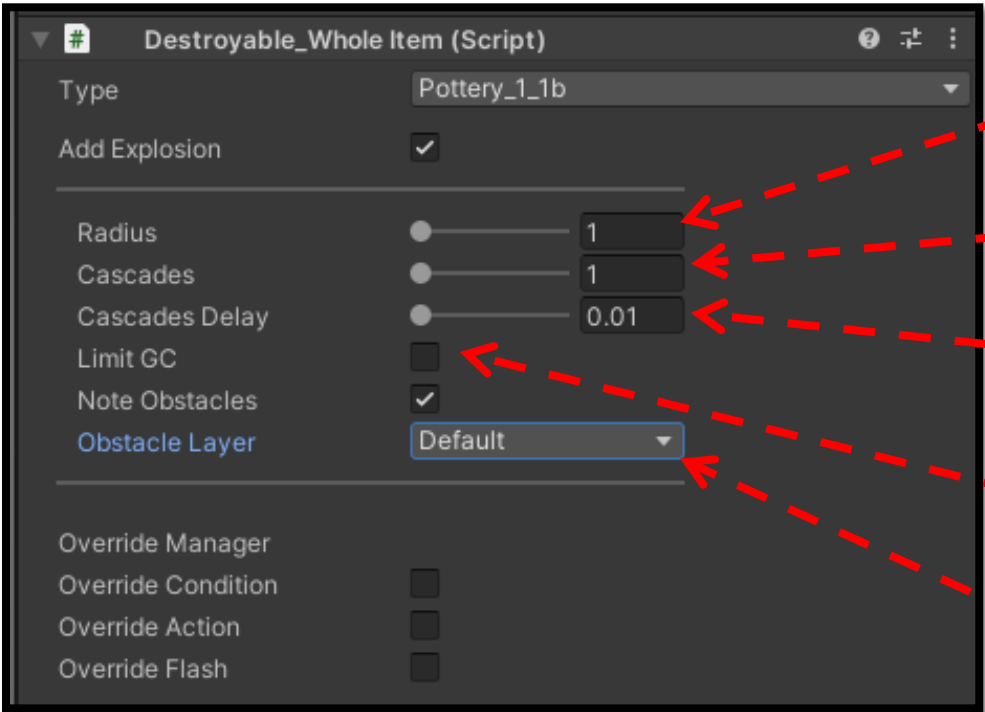 # Destroyable_Whole Item (Script)
Type Pottery_1_1b
Add Explosion
Radius 1
Cascades 1
Cascades Delay 0.01
Limit GC
Note Obstacles
Obstacle Layer Default
Override Manager
Override Condition
Override Action
Override Flash